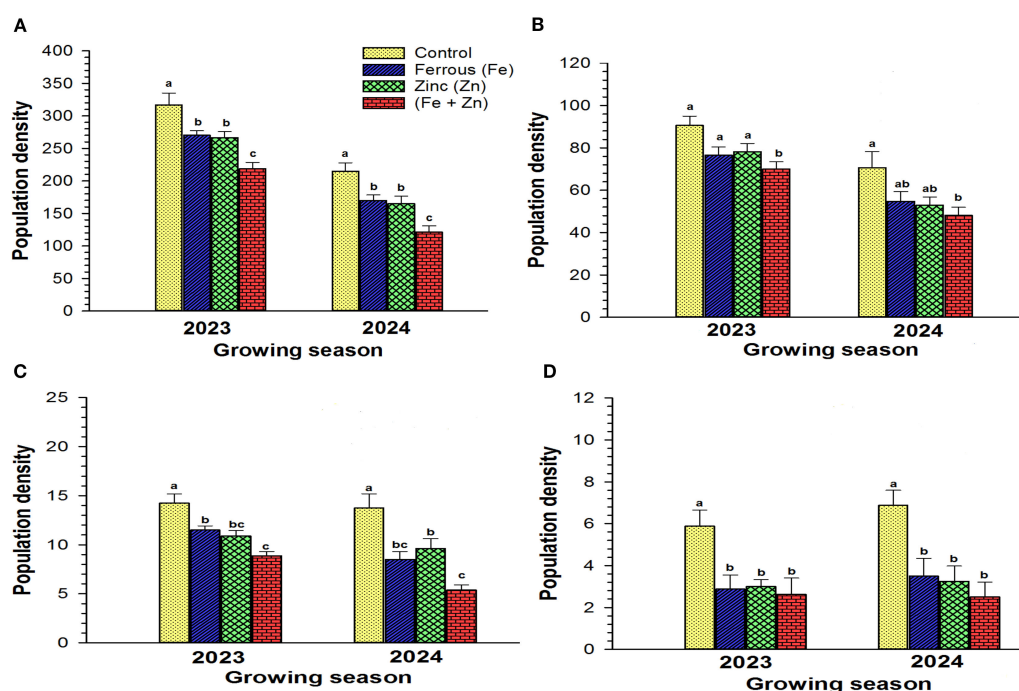 A
Population density
400
350
300
250
200
150
100
50
0
a
b
b
c
a
b
b
c
Control
Ferrous (Fe)
Zinc (Zn)
(Fe + Zn)
2023
2024
Growing season
B
Population density
120
100
80
60
40
20
0
a
a
a
b
a
ab
ab
b
2023
2024
Growing season
C
Population density
25
20
15
10
5
0
a
b
bc
c
a
bc
b
c
2023
2024
Growing season
D
Population density
12
10
8
6
4
2
0
a
b
b
b
a
b
b
b
2023
2024
Growing season